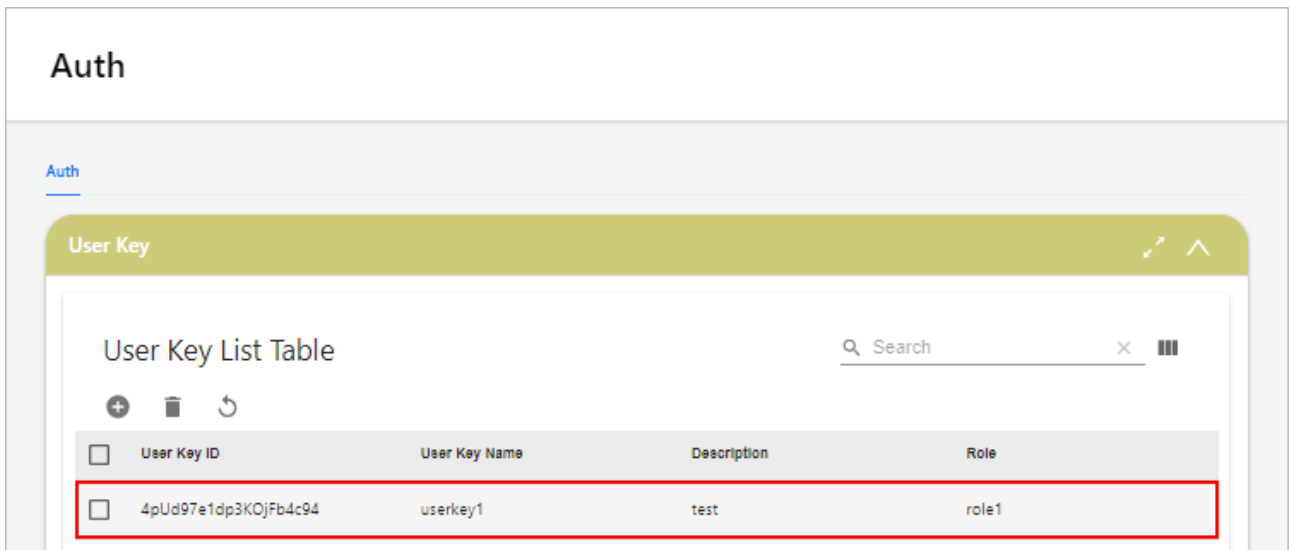 Auth
Auth
User Key
User Key List Table
Search
User Key ID User Key Name Description Role
4pUd97e1dp3KOjFb4c94 userkey1 test role1